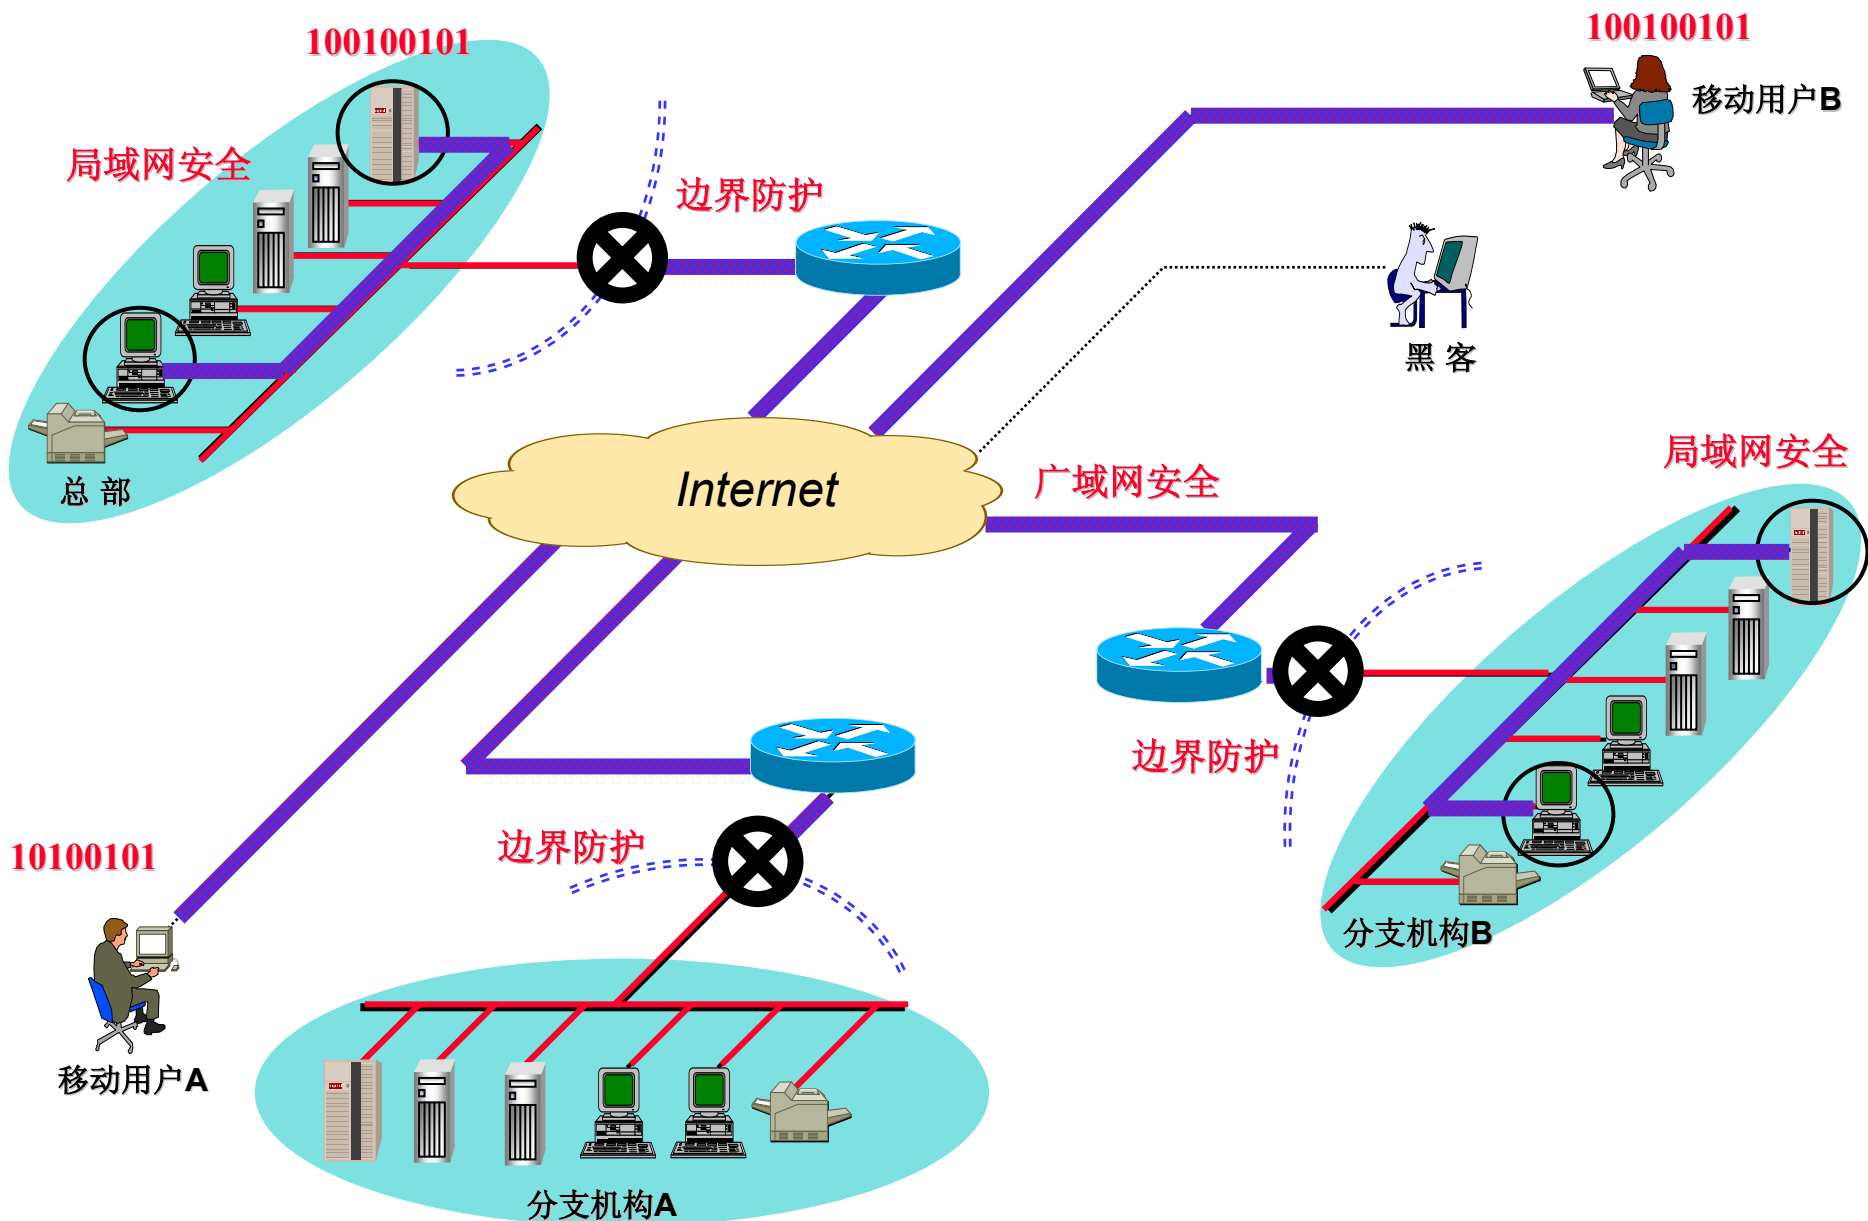 100100101
100100101
移动用户B
局域网安全
边界防护
黑 客
总 部
Internet
广域网安全
局域网安全
边界防护
边界防护
10100101
分支机构B
移动用户A
分支机构A